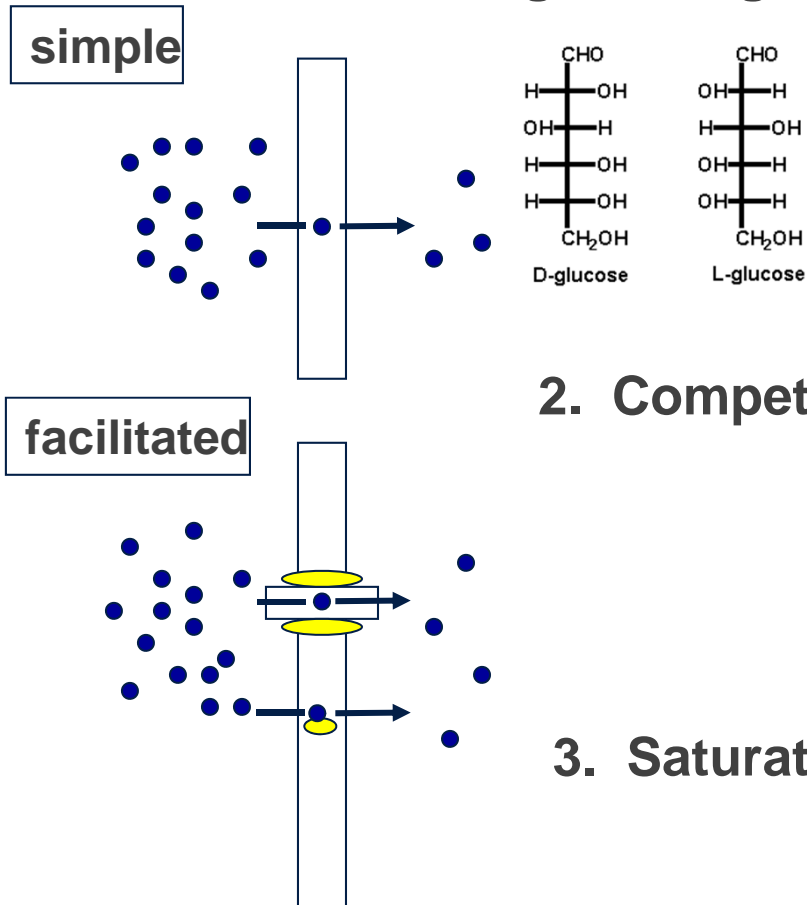 simple
CHO CHO
H OH OH H
OH H H OH
H OH OH H
H OH OH H
CH₂OH CH₂OH
D-glucose L-glucose
2. Compet
facilitated
3. Saturat